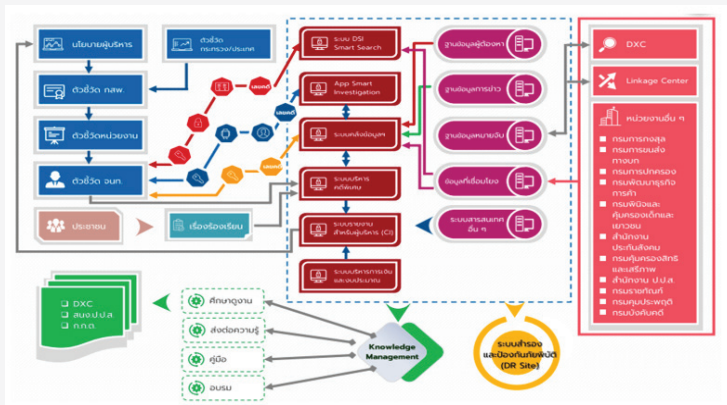 นโยบายผู้บริหาร
ตัวชี้วัด
กระทรวง/ประเทศ
ตัวชี้วัด กสพ.
ตัวชี้วัดหน่วยงาน
ตัวชี้วัด จนท.
ประชาชน
เรื่องร้องเรียน
เลขคดี
เลขคดี
เลขคดี
ระบบ DSI
Smart Search
App Smart
Investigation
ระบบคลังข้อมูลฯ
ระบบบริหาร
คดีพิเศษ
ระบบรายงาน
สำหรับผู้บริหาร (CI)
ระบบบริหารการเงิน
และงบประมาณ
ฐานข้อมูลผู้ต้องหา
ฐานข้อมูลการข่าว
ฐานข้อมูลหมายจับ
ข้อมูลที่เชื่อมโยง
ระบบสารสนเทศ
อื่น ๆ
DXC
Linkage Center
หน่วยงานอื่น ๆ
กรมการกงสุล
กรมการขนส่ง
ทางบก
กรมการปกครอง
กรมพัฒนาธุรกิจ
การค้า
กรมพินิจและ
คุ้มครองเด็กและ
เยาวชน
สำนักงาน
ประกันสังคม
กรมคุ้มครองสิทธิ
และเสรีภาพ
สำนักงาน ป.ป.ส.
กรมราชทัณฑ์
กรมคุมประพฤติ
กรมบังคับคดี
DXC
สนง.ป.ป.ส.
ก.ก.ต.
ศึกษาดูงาน
ส่งต่อความรู้
คู่มือ
อบรม
Knowledge
Management
ระบบสำรอง
และป้องกันภัยพิบัติ
(DR Site)